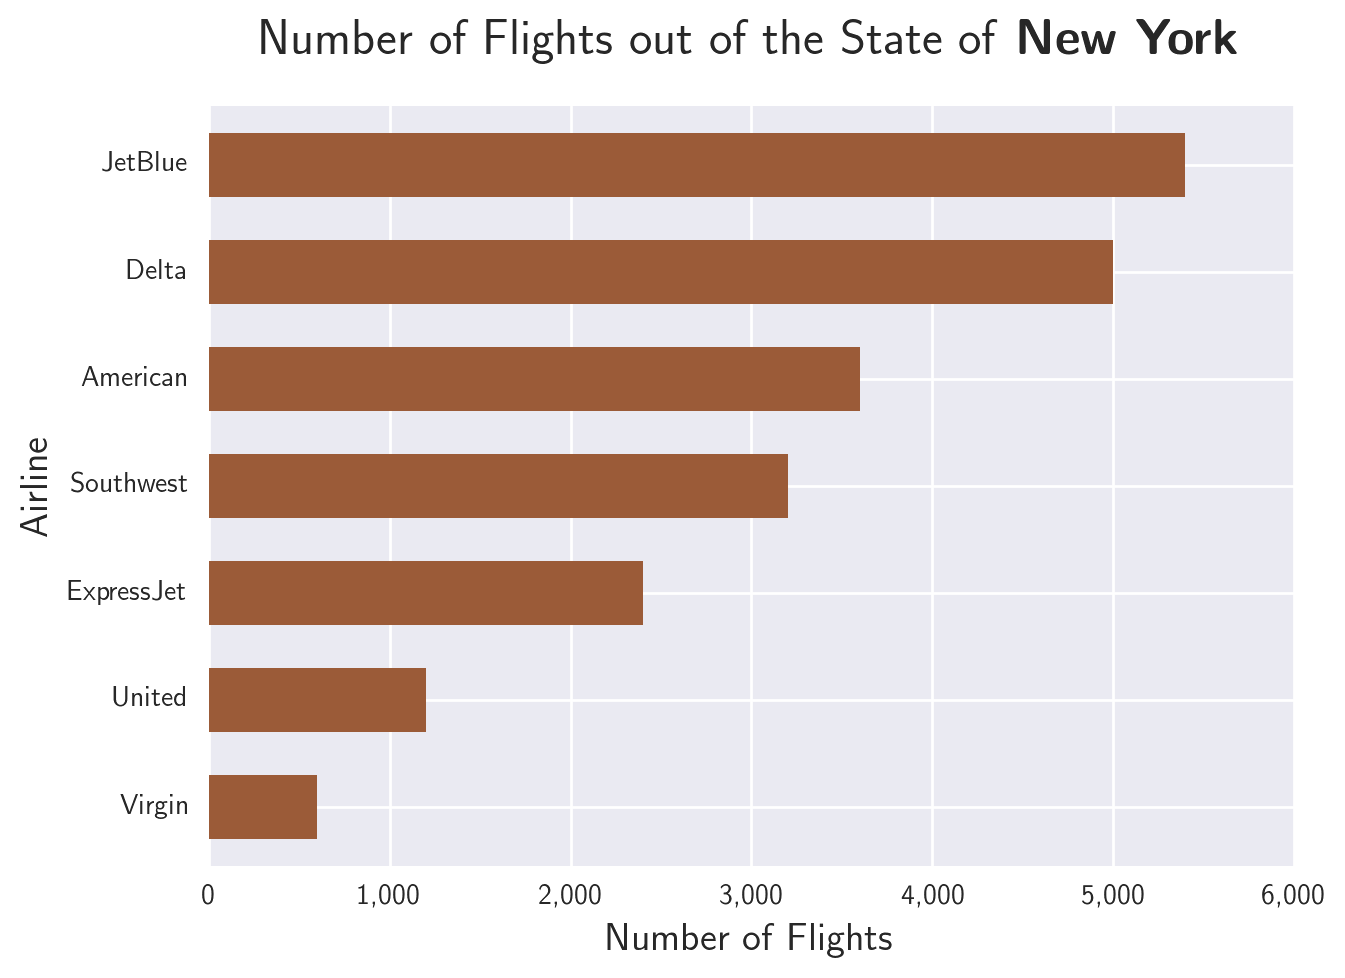 Number of Flights out of the State of New York
JetBlue
Delta
American
Southwest
ExpressJet
United
Virgin
Airline
0 1,000 2,000 3,000 4,000 5,000 6,000
Number of Flights